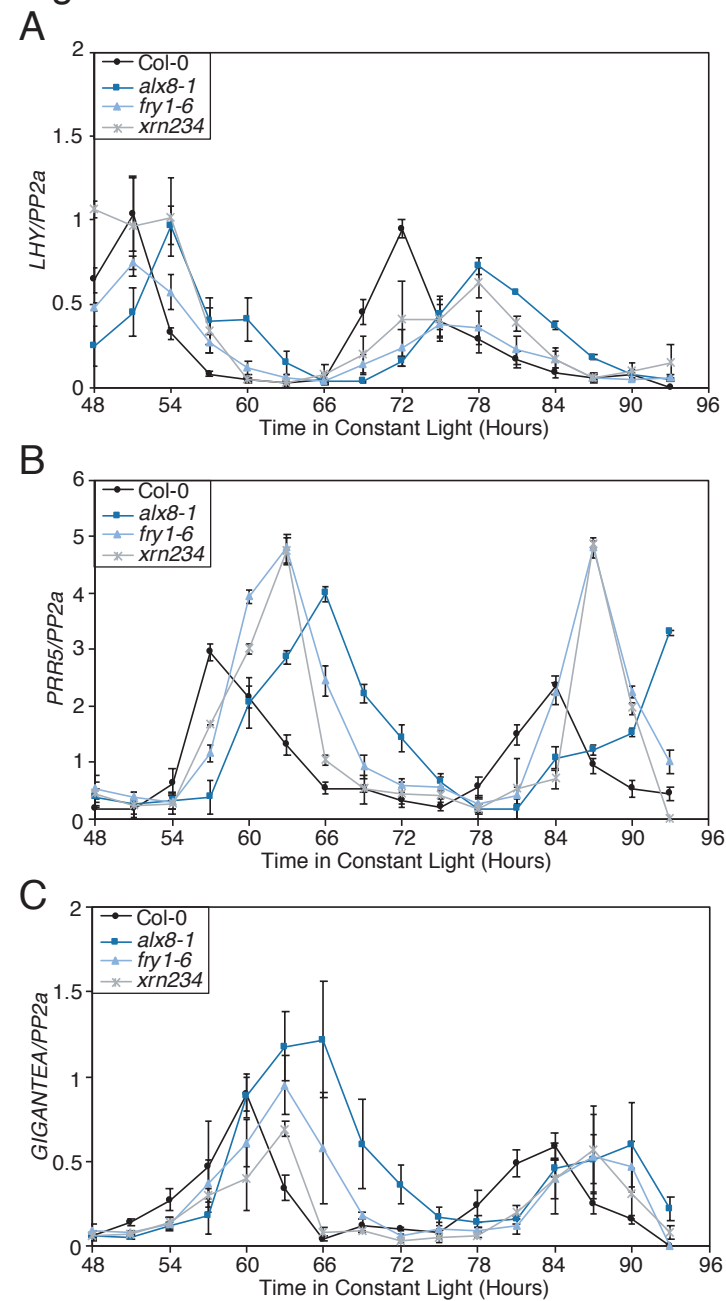 A
2
1.5
1
0.5
0
LHY/PP2a
Col-0
alx8-1
fry1-6
xrn234
48 54 60 66 72 78 84 90 96
Time in Constant Light (Hours)
B
6
5
4
3
2
1
0
PRR5/PP2a
Col-0
alx8-1
fry1-6
xrn234
48 54 60 66 72 78 84 90 96
Time in Constant Light (Hours)
C
2
1.5
1
0.5
0
GIGANTEA/PP2a
Col-0
alx8-1
fry1-6
xrn234
48 54 60 66 72 78 84 90 96
Time in Constant Light (Hours)